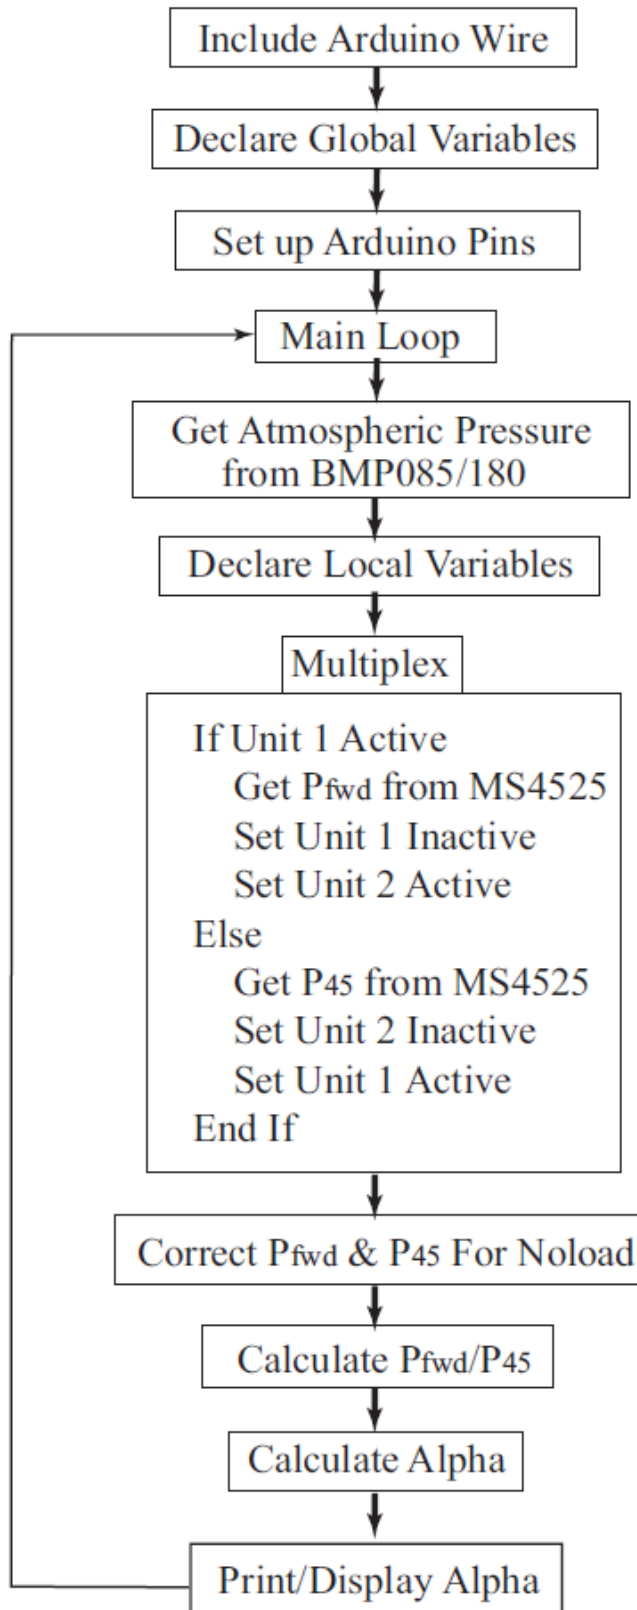 Include Arduino Wire
Declare Global Variables
Set up Arduino Pins
Main Loop
Get Atmospheric Pressure
from BMP085/180
Declare Local Variables
Multiplex
If Unit 1 Active
Get Pfwd from MS4525
Set Unit 1 Inactive
Set Unit 2 Active
Else
Get P45 from MS4525
Set Unit 2 Inactive
Set Unit 1 Active
End If
Correct Pfwd & P45 For Noload
Calculate Pfwd/P45
Calculate Alpha
Print/Display Alpha